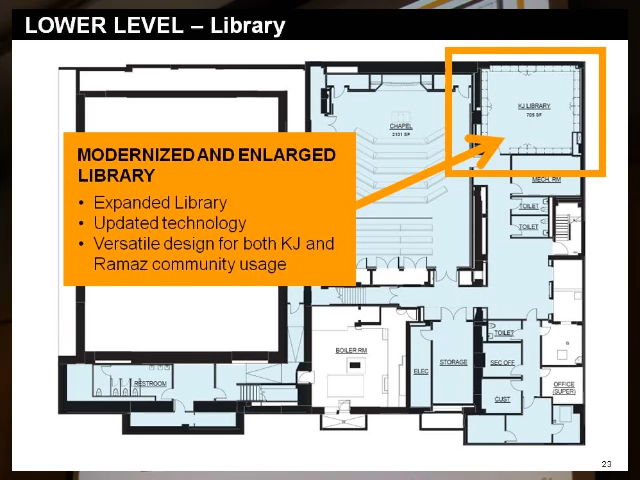 LOWER LEVEL – Library
KJ LIBRARY
705 SF
CHAPEL
3101 SF
MODERNIZED AND ENLARGED
LIBRARY
• Expanded Library
• Updated technology
• Versatile design for both KJ and
Ramaz community usage
MECH. RM
TOILET
TOILET
BOILER RM
TOILET
ELEC
STORAGE
SEC OFF
RESTROOM
OFFICE
(SUPER)
CUST
23